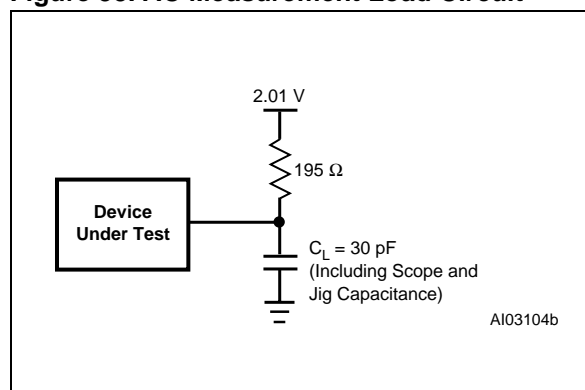 Figure AC Measurement Load Circuit
2.01 V
195 Ω
Device
Under Test
C_L = 30 pF
(Including Scope and
Jig Capacitance)
AI03104b